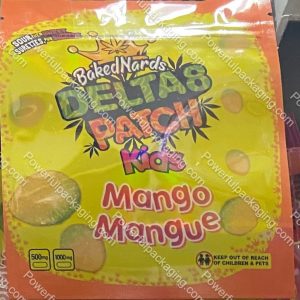 BakedNards
DELTA8
PATCH
Kids
Mango
Mangue
500mg 1000mg
KEEP OUT OF REACH
OF CHILDREN & PETS
Powerfulpackaging.com